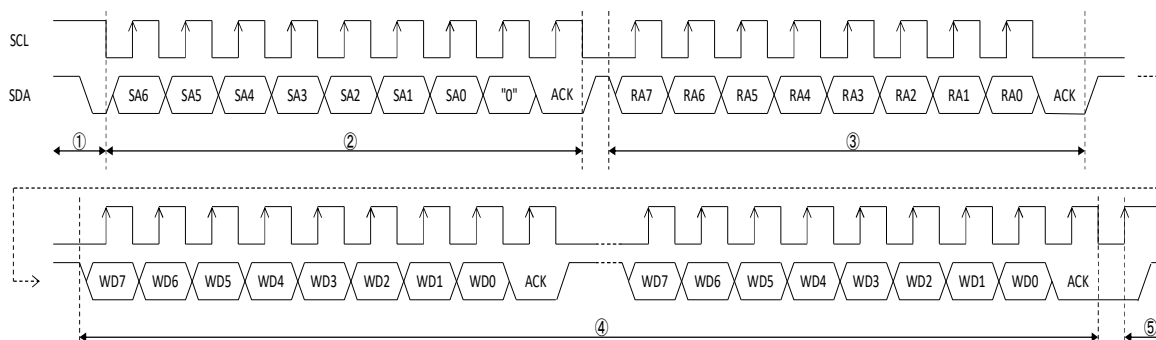 SCL
SDA SA6 SA5 SA4 SA3 SA2 SA1 SA0 "0" ACK RA7 RA6 RA5 RA4 RA3 RA2 RA1 RA0 ACK
① ② ③
WD7 WD6 WD5 WD4 WD3 WD2 WD1 WD0 ACK WD7 WD6 WD5 WD4 WD3 WD2 WD1 WD0 ACK
④ ⑤